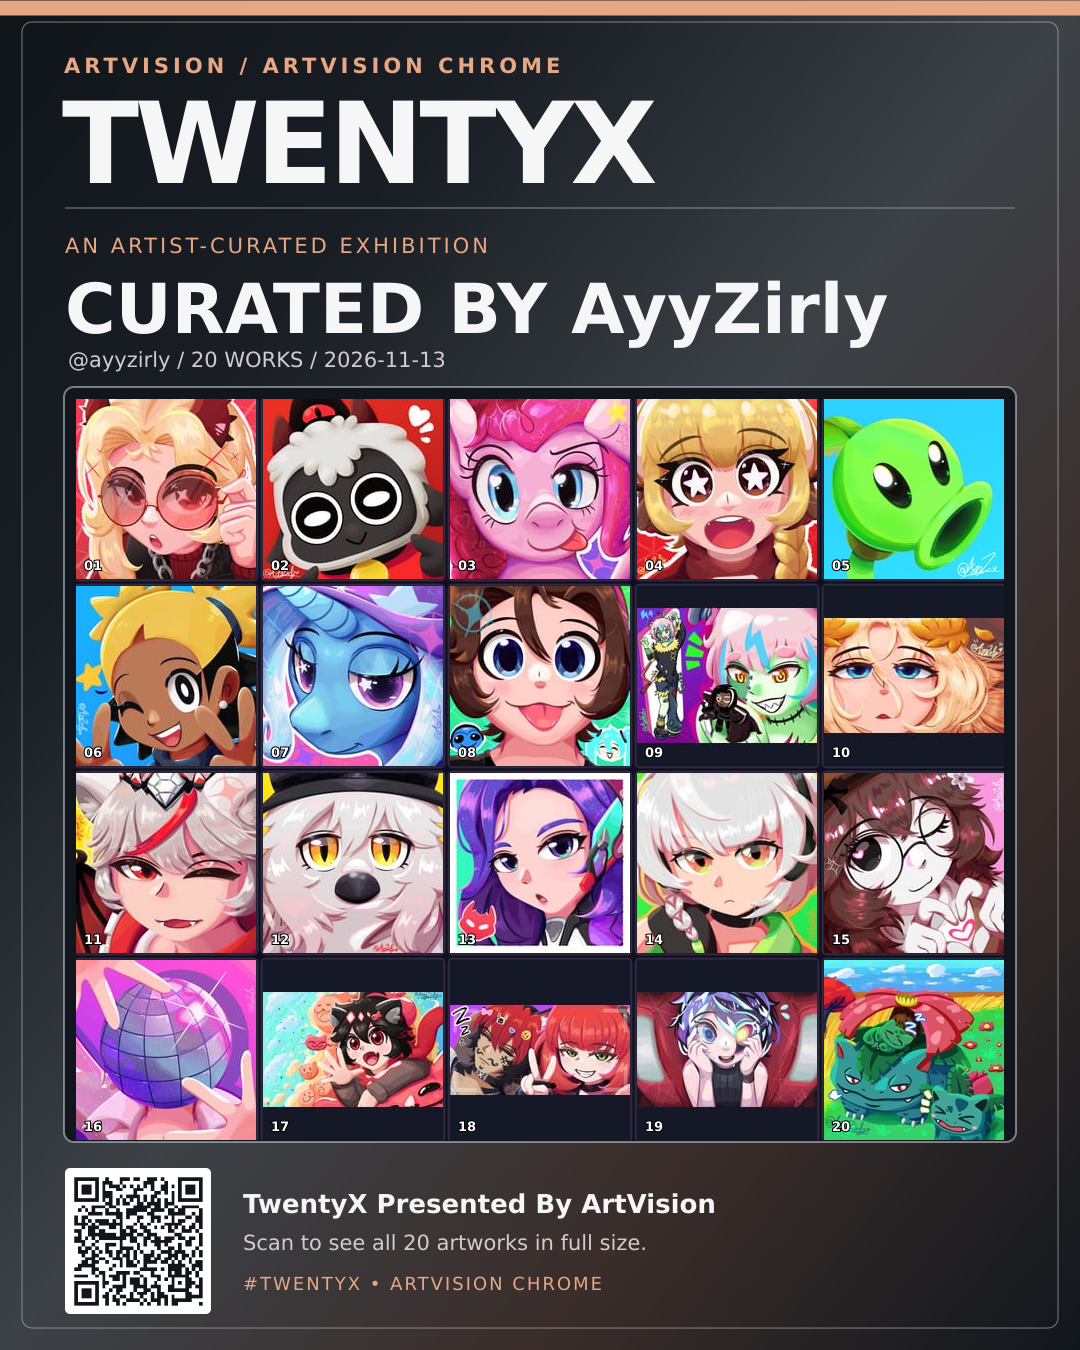 ARTVISION / ARTVISION CHROME
TWENTYX
AN ARTIST-CURATED EXHIBITION
CURATED BY AyyZirly
@ayyzirly / 20 WORKS / 2026-11-13
01
02
03
04
05
06
07
08
09
10
11
12
13
14
15
16
17
18
19
20
TwentyX Presented By ArtVision
Scan to see all 20 artworks in full size.
#TWENTYX • ARTVISION CHROME